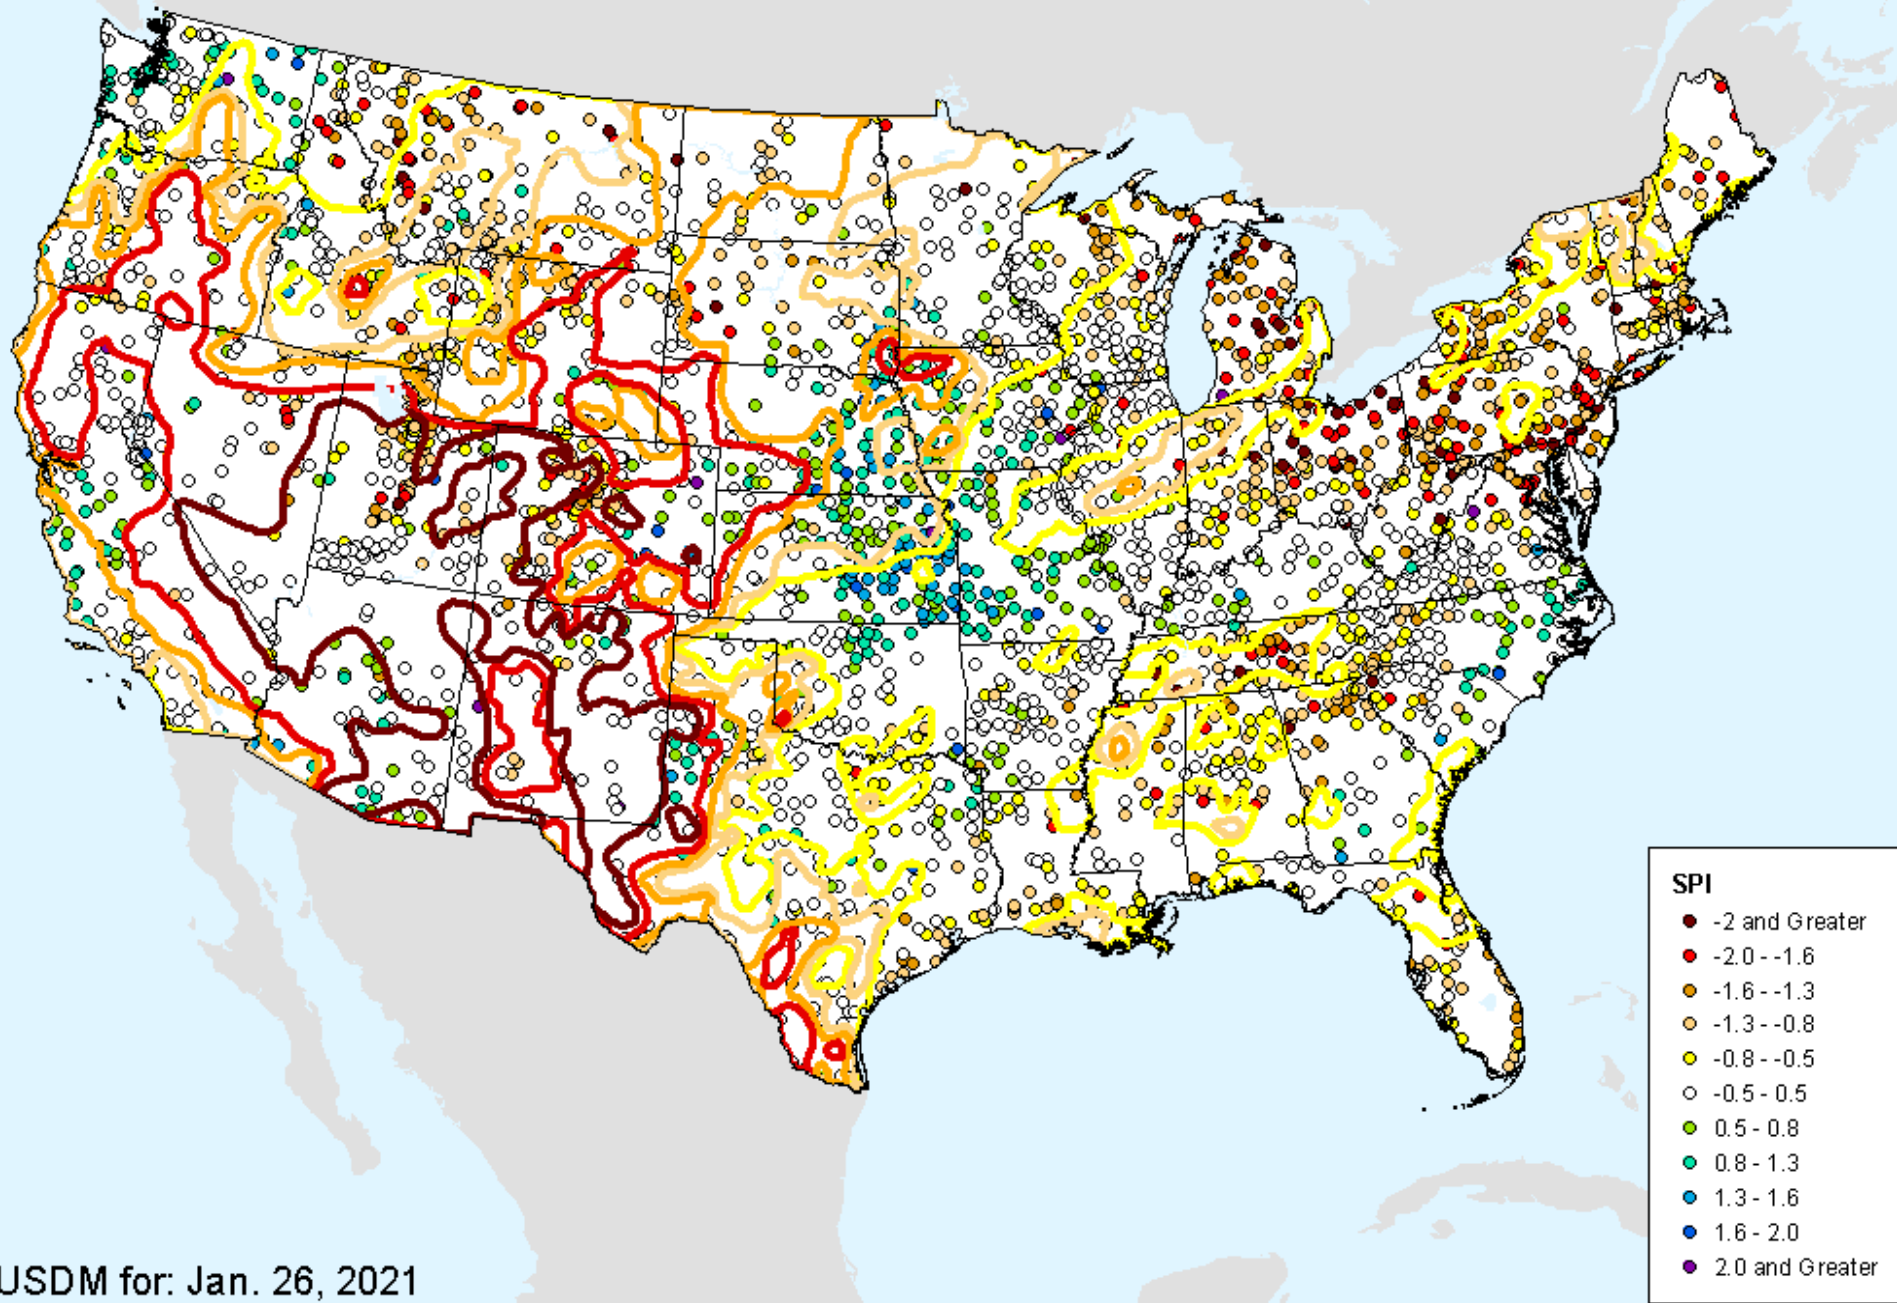 SPI
-2 and Greater
-2.0 - -1.6
-1.6 - -1.3
-1.3 - -0.8
-0.8 - -0.5
-0.5 - 0.5
0.5 - 0.8
0.8 - 1.3
1.3 - 1.6
1.6 - 2.0
2.0 and Greater
USDM for: Jan. 26, 2021